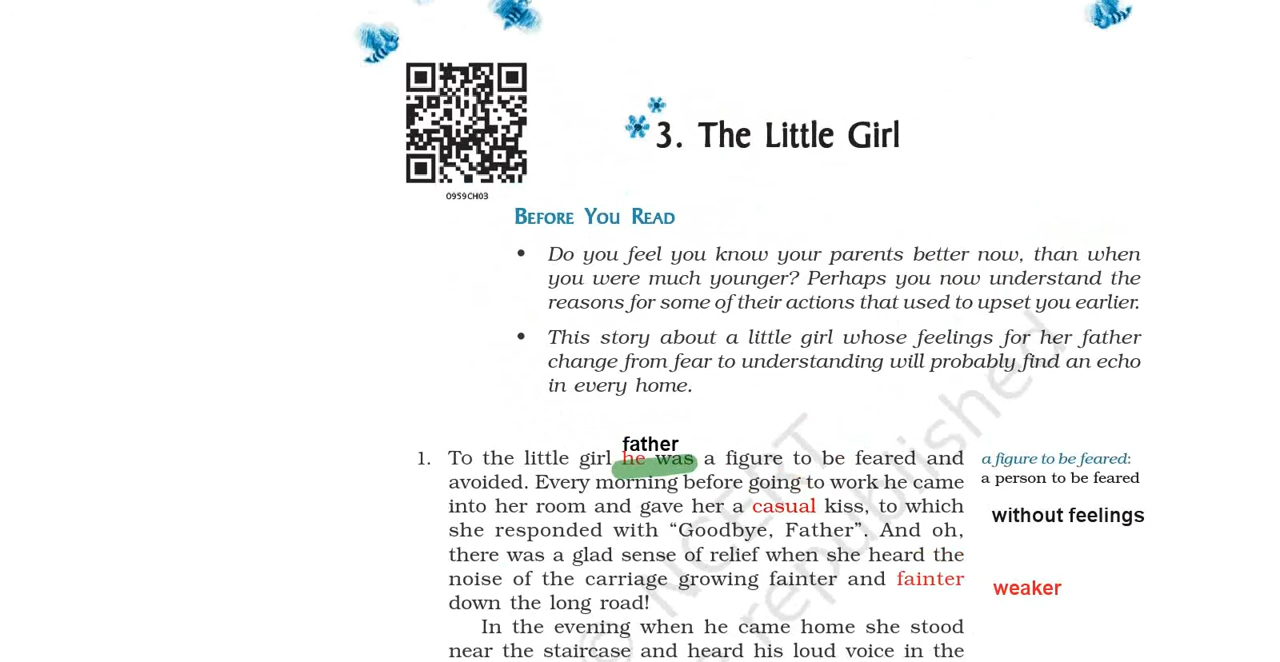 0959CH03
3. The Little Girl
BEFORE YOU READ
• Do you feel you know your parents better now, than when
you were much younger? Perhaps you now understand the
reasons for some of their actions that used to upset you earlier.
• This story about a little girl whose feelings for her father
change from fear to understanding will probably find an echo
in every home.
father
1. To the little girl he was a figure to be feared and
avoided. Every morning before going to work he came
into her room and gave her a casual kiss, to which
she responded with “Goodbye, Father”. And oh,
there was a glad sense of relief when she heard the
noise of the carriage growing fainter and fainter
down the long road!
In the evening when he came home she stood
near the staircase and heard his loud voice in the
a figure to be feared:
a person to be feared
without feelings
weaker
© NCERT
republished